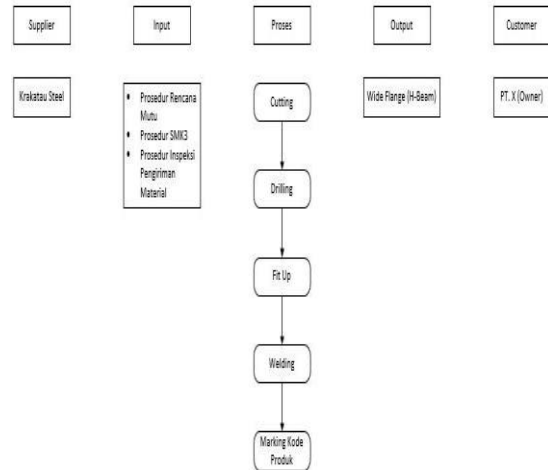 Supplier
Input
Proses
Output
Customer
Krakatau Steel
• Prosedur Rencana
Mutu
• Prosedur SMK3
• Prosedur Inspeksi
Pengiriman
Material
Cutting
Drilling
Fit Up
Welding
Marking Kode
Produk
Wide Flange (H-Beam)
PT. X (Owner)